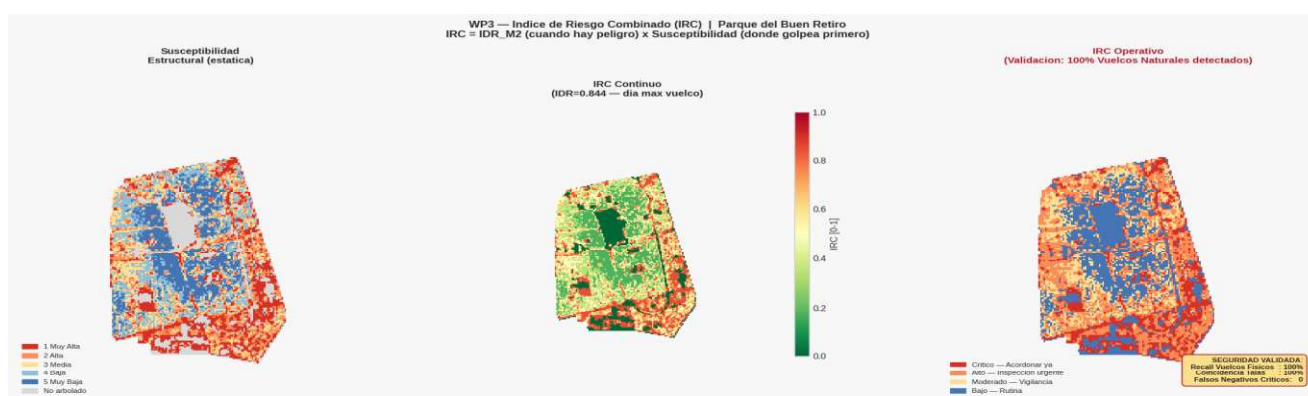 WP3 — Indice de Riesgo Combinado (IRC) | Parque del Buen Retiro
IRC = IDR_M2 (cuando hay peligro) x Susceptibilidad (donde golpea primero)
Susceptibilidad
Estructural (estatica)
1 Muy Alta
2 Alta
3 Media
4 Baja
5 Muy Baja
No arbolado
IRC Continuo
(IDR=0.844 — dia max vuelco)
1.0
0.8
0.6
0.4
0.2
0.0
IRC [0-1]
IRC Operativo
(Validacion: 100% Vuelcos Naturales detectados)
Critico — Acordonar ya
Alto — Inspeccion urgente
Moderado — Vigilancia
Bajo — Rutina
SEGURIDAD VALIDADA:
Recall Vuelcos Fisicos : 100%
Coincidencia Talas : 100%
Falsos Negativos Criticos: 0